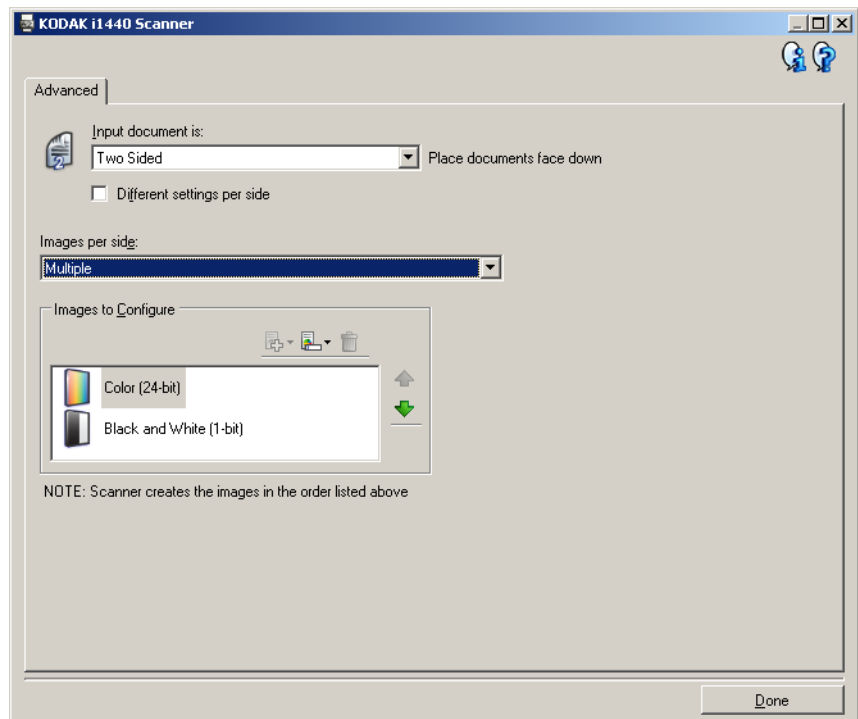 KODAK i1440 Scanner
Advanced
Input document is:
Two Sided
Place documents face down
Different settings per side
Images per side:
Multiple
Images to Configure
Color (24-bit)
Black and White (1-bit)
NOTE: Scanner creates the images in the order listed above
Done